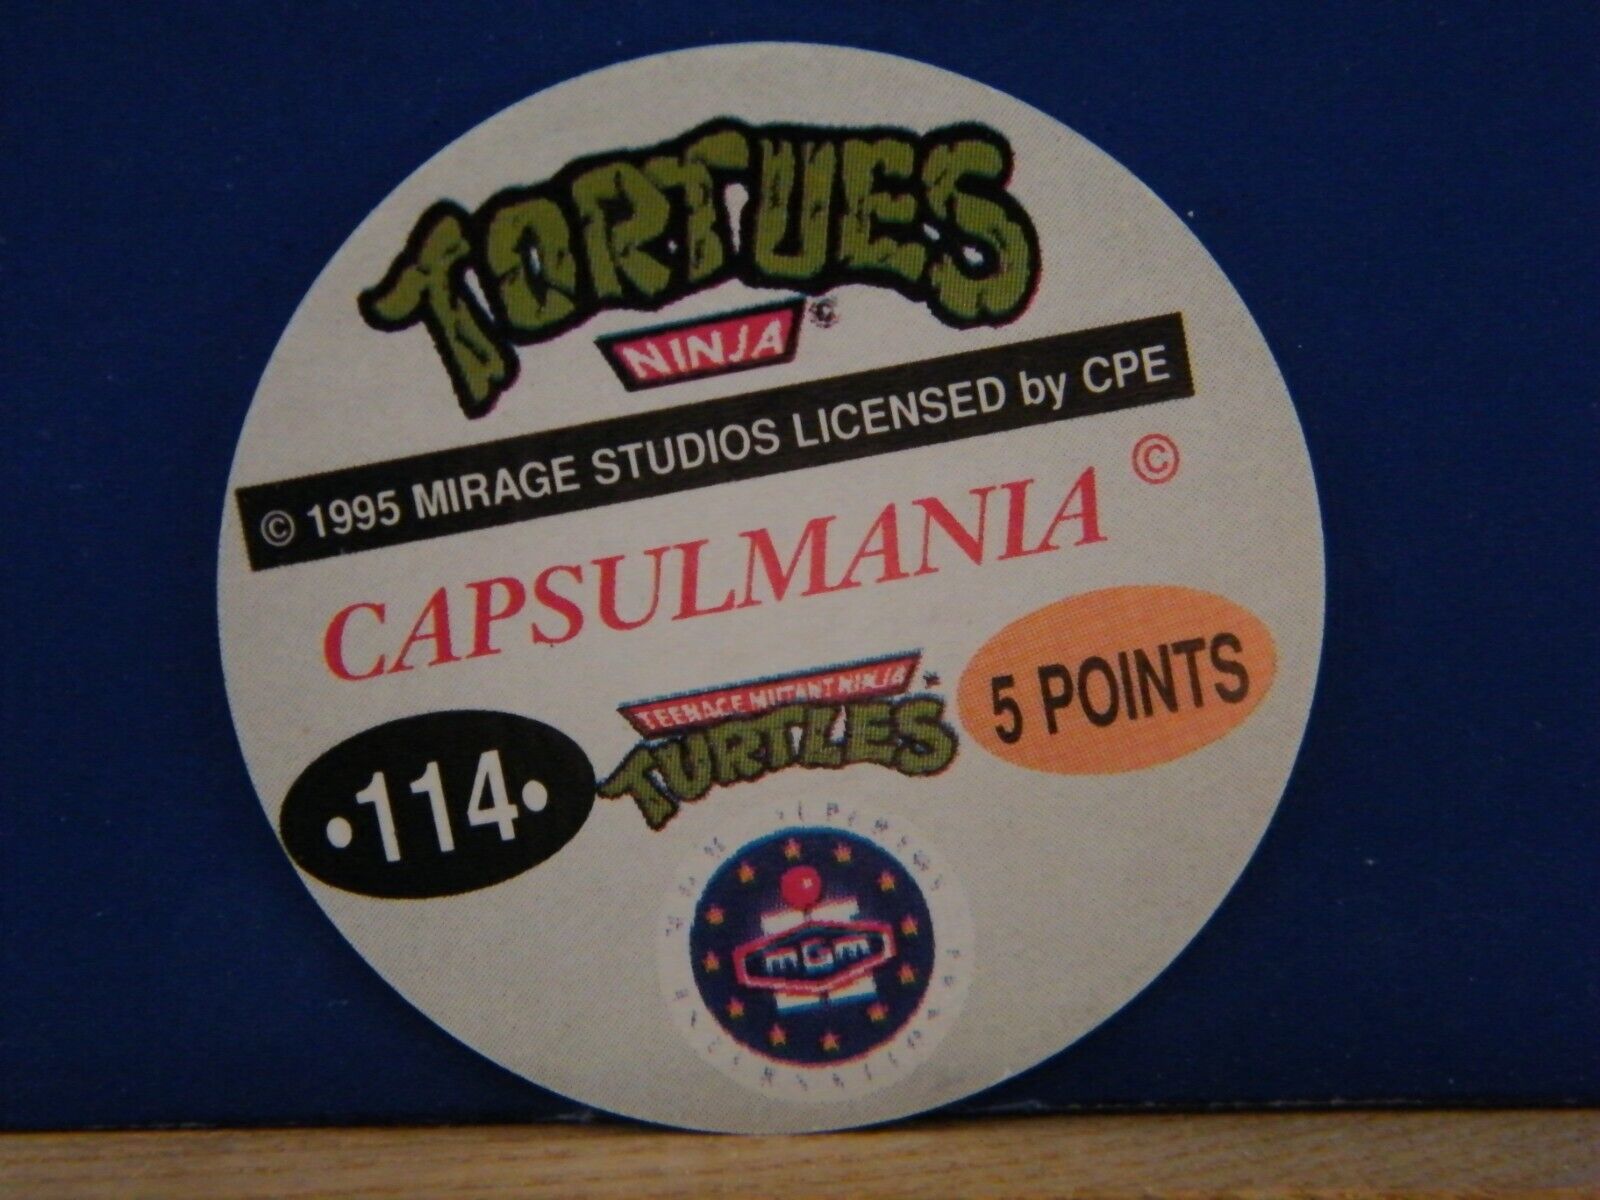 TORTUES
NINJA ©
© 1995 MIRAGE STUDIOS LICENSED by CPE
CAPSULMANIA ©
TEENAGE MUTANT NINJA
TURTLES
•114•
5 POINTS
mGm